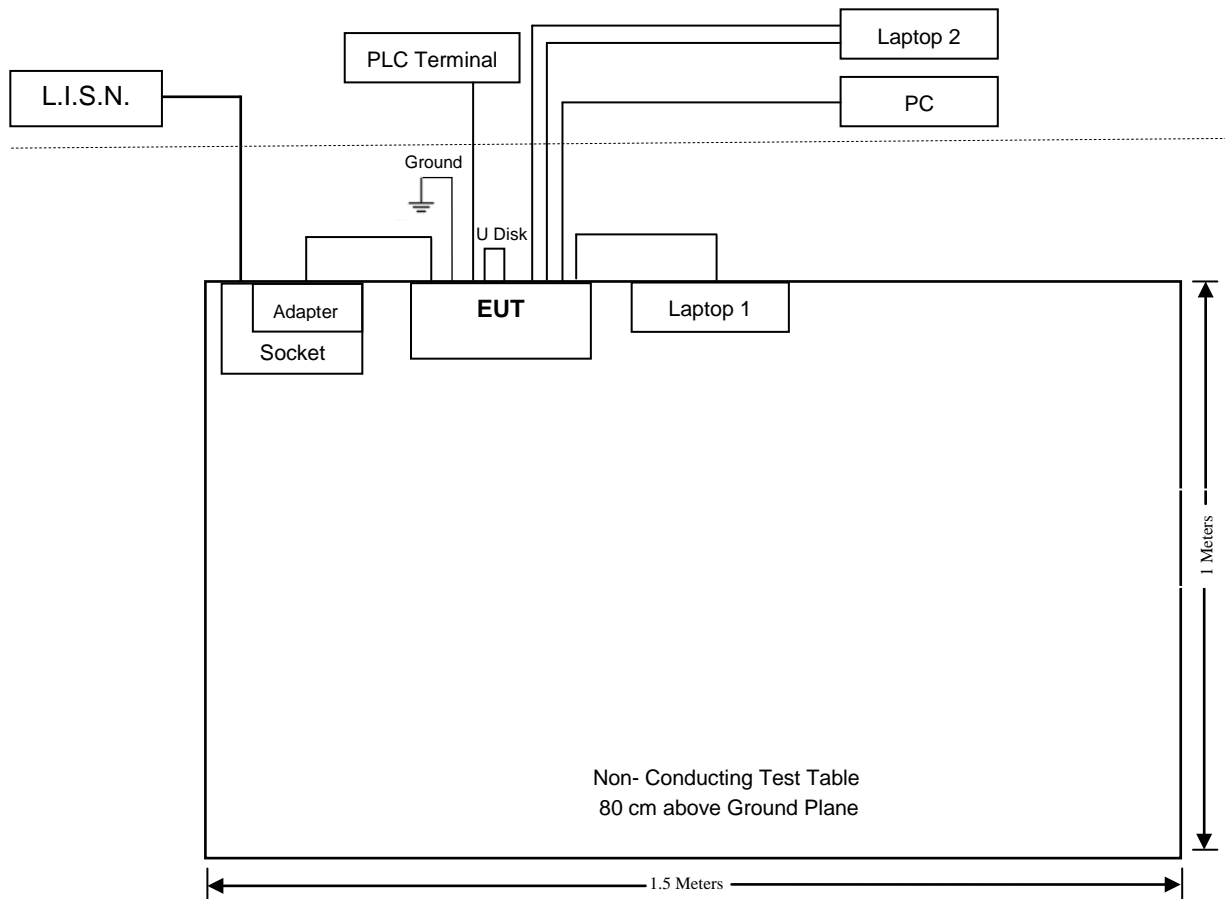 Laptop 2
PLC Terminal
L.I.S.N.
PC
Ground
U Disk
Adapter
EUT
Laptop 1
Socket
1 Meters
Non- Conducting Test Table
80 cm above Ground Plane
1.5 Meters